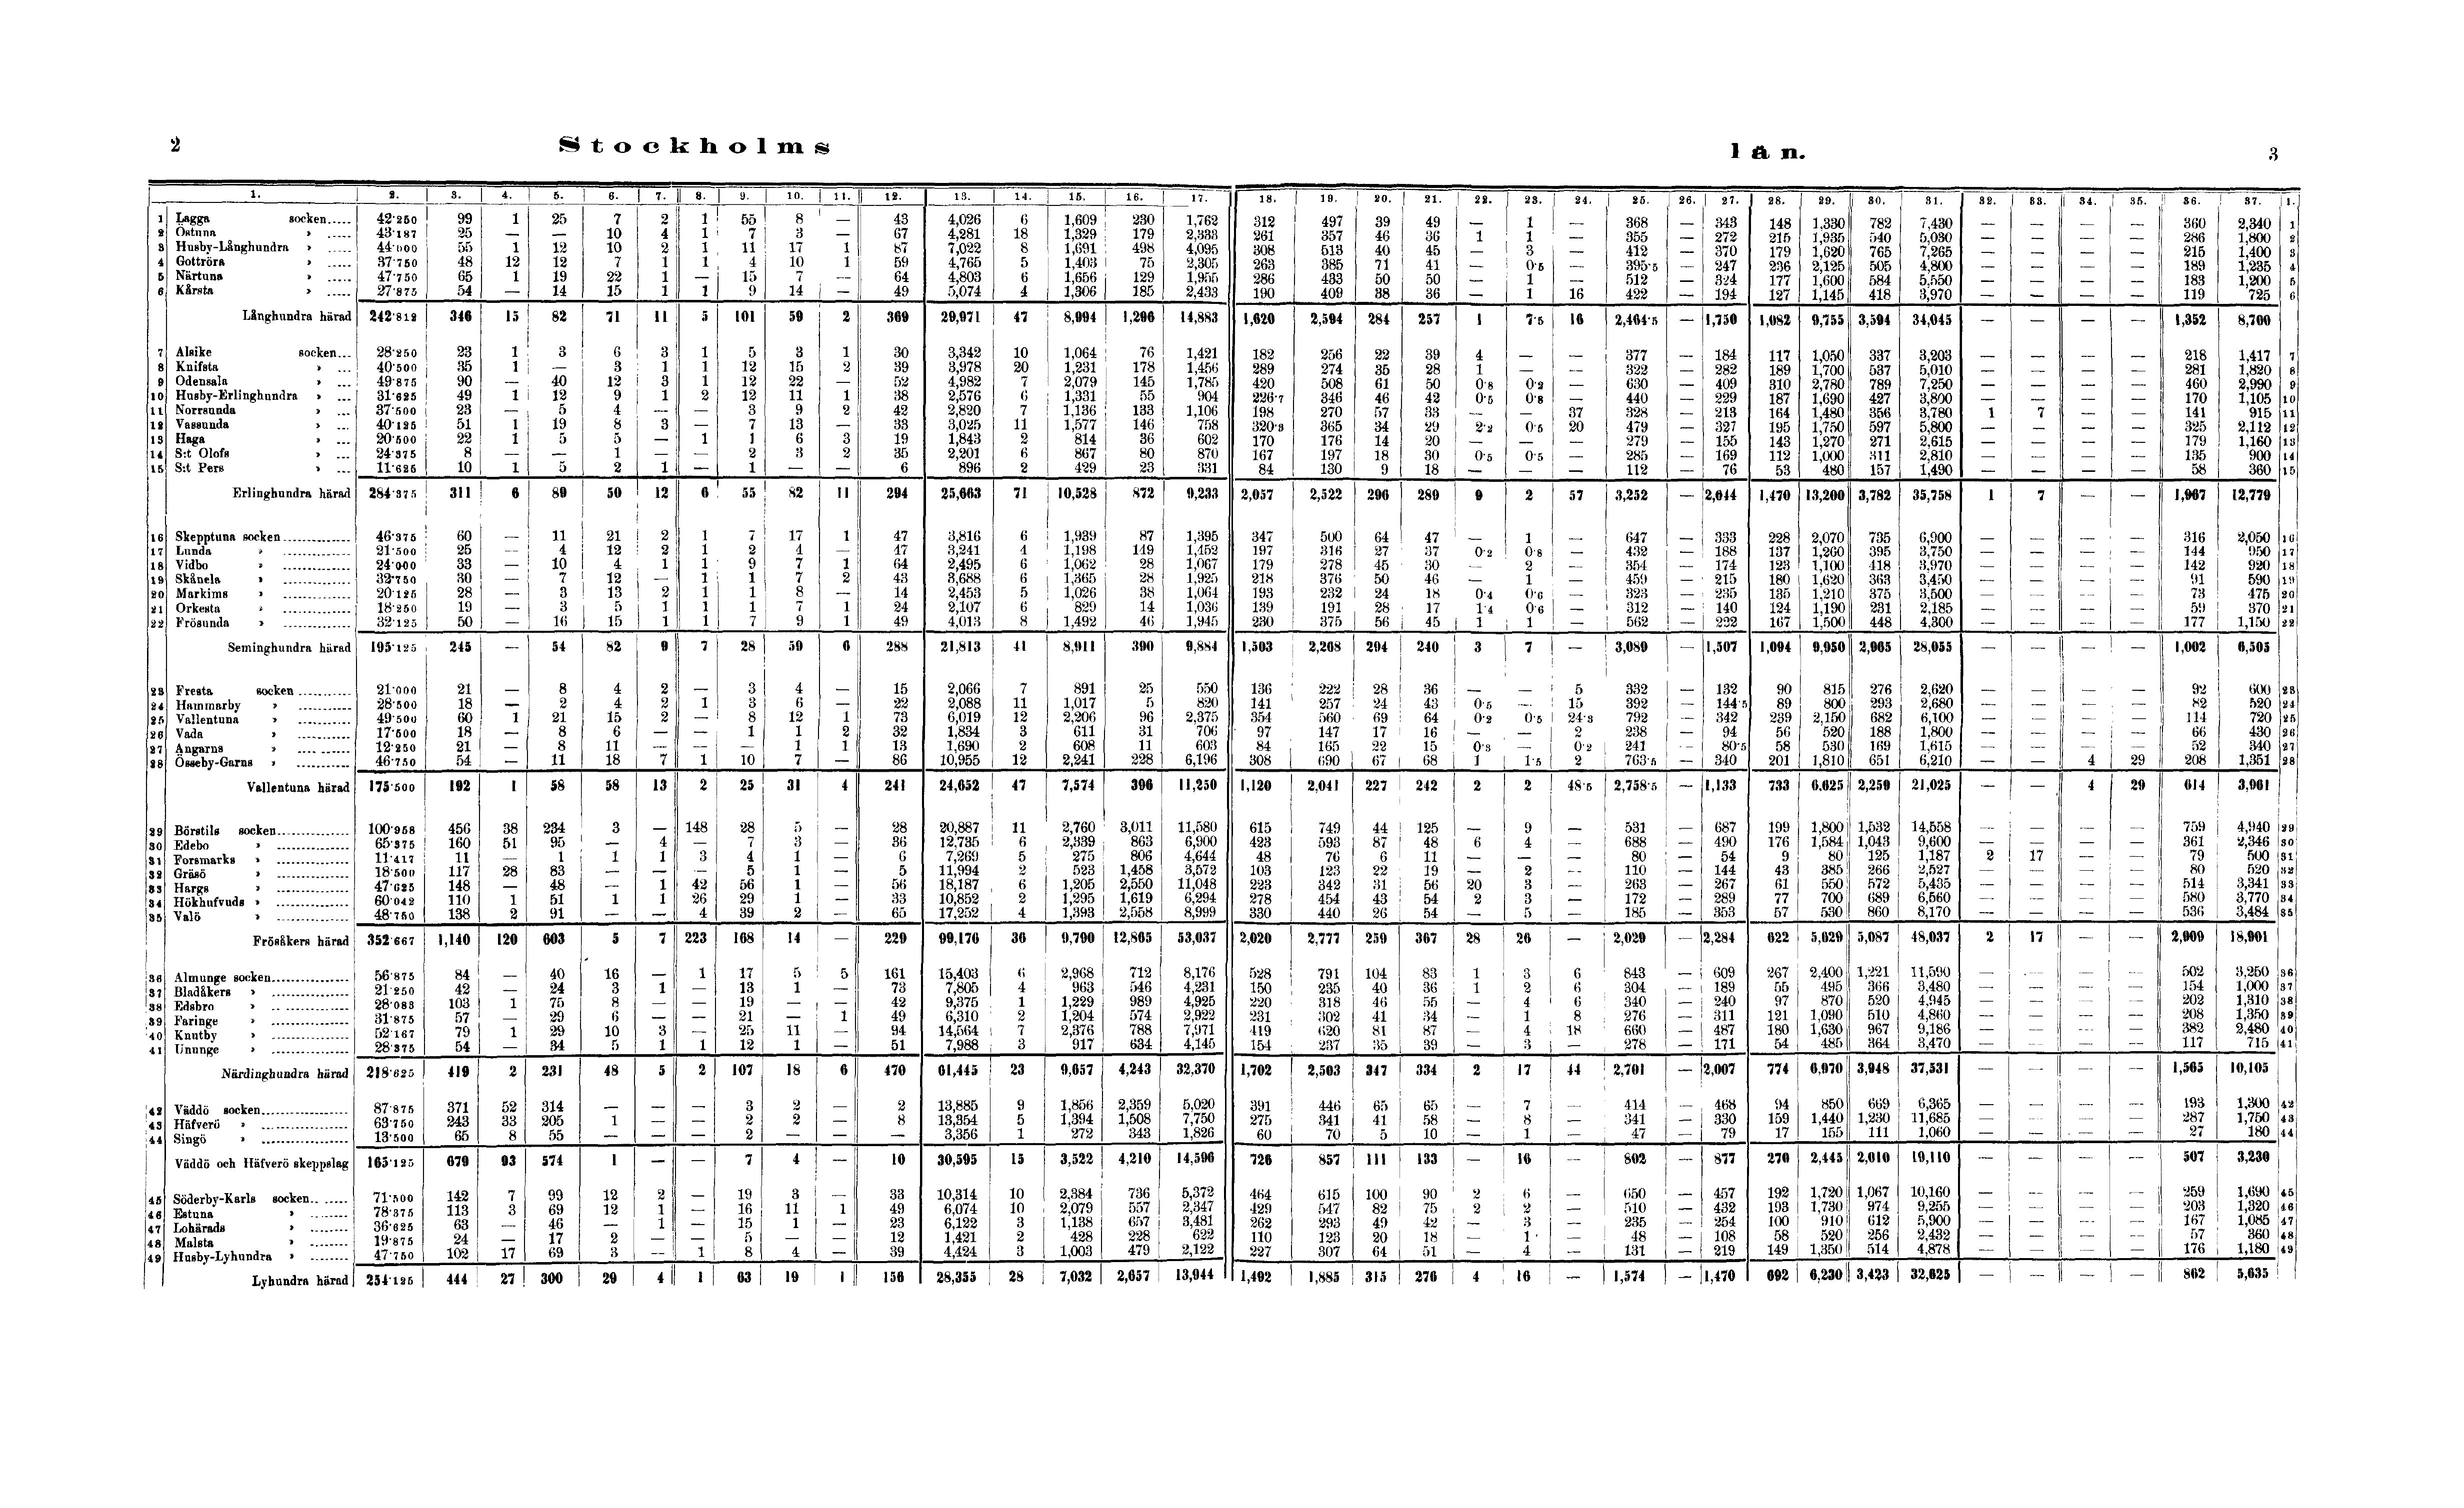 2 Stockholms län. 3
1. 2. 3. 4. 5. 6. 7. 8. 9. 10. 11. 12. 13. 14. 15. 16. 17. 18. 19. 20. 21. 22. 23. 24. 25. 26. 27. 28. 29. 30. 31. 32. 33. 34. 35. 36. 37. 1.
1 Lagga socken..... 42·250 99 1 25 7 2 1 55 8 — 43 4,026 6 1,609 230 1,762 312 497 39 49 — 1 — 368 — 343 148 1,330 782 7,430 — — — — 360 2,340 1
2 Östuna » ..... 43·187 25 — — 10 4 1 7 3 — 67 4,281 18 1,329 179 2,383 261 357 46 36 1 1 — 355 — 272 215 1,935 540 5,030 — — — — 286 1,800 2
3 Husby-Långhundra » ..... 44·000 55 1 12 10 2 1 11 17 1 87 7,022 8 1,691 498 4,095 308 513 40 45 — 3 — 412 — 370 179 1,620 765 7,265 — — — — 215 1,400 3
4 Gottröra » ..... 37·750 48 12 12 7 1 1 4 10 1 59 4,765 5 1,403 75 2,305 263 385 71 41 — 0·5 — 395·5 — 247 236 2,125 505 4,800 — — — — 189 1,235 4
5 Närtuna » ..... 47·750 65 1 19 22 1 — 15 7 — 64 4,803 6 1,656 129 1,955 286 433 50 50 — 1 — 512 — 324 177 1,600 584 5,550 — — — — 183 1,200 5
6 Kårsta » ..... 27·875 54 — 14 15 1 1 9 14 — 49 5,074 4 1,306 185 2,433 190 409 38 36 — 1 16 422 — 194 127 1,145 418 3,970 — — — — 119 725 6
Långhundra härad 242·812 346 15 82 71 11 5 101 59 2 369 29,971 47 8,994 1,296 14,883 1,620 2,594 284 257 1 7·5 16 2,464·5 — 1,750 1,082 9,755 3,594 34,045 — — — — 1,352 8,700
7 Alsike socken... 28·250 23 1 3 6 3 1 5 3 1 30 3,342 10 1,064 76 1,421 182 256 22 39 4 — — 377 — 184 117 1,050 337 3,203 — — — — 218 1,417 7
8 Knifsta » ... 40·500 35 1 — 3 1 1 12 15 2 39 3,978 20 1,231 178 1,456 289 274 35 28 1 — — 322 — 282 189 1,700 537 5,010 — — — — 281 1,820 8
9 Odensala » ... 49·875 90 — 40 12 3 1 12 22 — 52 4,982 7 2,079 145 1,785 420 508 61 50 0·8 0·2 — 630 — 409 310 2,780 789 7,250 — — — — 460 2,990 9
10 Husby-Erlinghundra » ... 31·625 49 1 12 9 1 2 12 11 1 38 2,576 6 1,331 55 904 226·7 346 46 42 0·5 0·8 — 440 — 229 187 1,690 427 3,800 — — — — 170 1,105 10
11 Norrsunda » ... 37·500 23 — 5 4 — — 3 9 2 42 2,820 7 1,136 133 1,106 198 270 57 33 — — 37 328 — 213 164 1,480 356 3,780 1 7 — — 141 915 11
12 Vassunda » ... 40·125 51 1 19 8 3 — 7 13 — 33 3,025 11 1,577 146 758 320·3 365 34 29 2·2 0·5 20 479 — 327 195 1,750 597 5,800 — — — — 325 2,112 12
13 Haga » ... 20·500 22 1 5 5 — 1 1 6 3 19 1,843 2 814 36 602 170 176 14 20 — — — 279 — 155 143 1,270 271 2,615 — — — — 179 1,160 13
14 S:t Olofs » ... 24·375 8 — — 1 — — 2 3 2 35 2,201 6 867 80 870 167 197 18 30 0·5 0·5 — 285 — 169 112 1,000 311 2,810 — — — — 135 900 14
15 S:t Pers » ... 11·625 10 1 5 2 1 — 1 — — 6 896 2 429 23 331 84 130 9 18 — — — 112 — 76 53 480 157 1,490 — — — — 58 360 15
Erlinghundra härad 284·375 311 6 89 50 12 6 55 82 11 294 25,663 71 10,528 872 9,233 2,057 2,522 296 289 9 2 57 3,252 — 2,044 1,470 13,200 3,782 35,758 1 7 — — 1,967 12,779
16 Skepptuna socken............. 46·375 60 — 11 21 2 1 7 17 1 47 3,816 6 1,939 87 1,395 347 500 64 47 — 1 — 647 — 333 228 2,070 735 6,900 — — — — 316 2,050 16
17 Lunda » ............. 21·500 25 — 4 12 2 1 2 4 — 47 3,241 4 1,198 149 1,452 197 316 27 37 0·2 0·8 — 432 — 188 137 1,260 395 3,750 — — — — 144 950 17
18 Vidbo » ............. 24·000 33 — 10 4 1 1 9 7 1 64 2,495 6 1,062 28 1,067 179 278 45 30 — 2 — 354 — 174 123 1,100 418 3,970 — — — — 142 920 18
19 Skånela » ............. 32·750 30 — 7 12 — 1 1 7 2 43 3,688 6 1,365 28 1,925 218 376 50 46 — 1 — 459 — 215 180 1,620 363 3,450 — — — — 91 590 19
20 Markims » ............. 20·125 28 — 3 13 2 1 1 8 — 14 2,453 5 1,026 38 1,064 193 232 24 18 0·4 0·6 — 323 — 235 135 1,210 375 3,500 — — — — 73 475 20
21 Orkesta » ............. 18·250 19 — 3 5 1 1 1 7 1 24 2,107 6 829 14 1,036 139 191 28 17 1·4 0·6 — 312 — 140 124 1,190 231 2,185 — — — — 59 370 21
22 Frösunda » ............. 32·125 50 — 16 15 1 1 7 9 1 49 4,013 8 1,492 46 1,945 230 375 56 45 1 1 — 562 — 222 167 1,500 448 4,300 — — — — 177 1,150 22
Seminghundra härad 195·125 245 — 54 82 9 7 28 59 6 288 21,813 41 8,911 390 9,884 1,503 2,268 294 240 3 7 — 3,089 — 1,507 1,094 9,950 2,965 28,055 — — — — 1,002 6,505
23 Fresta socken .......... 21·000 21 — 8 4 2 — 3 4 — 15 2,066 7 891 25 550 136 222 28 36 — — 5 332 — 132 90 815 276 2,620 — — — — 92 600 23
24 Hammarby » .......... 28·500 18 — 2 4 2 1 3 6 — 22 2,088 11 1,017 5 820 141 257 24 43 0·5 — 15 392 — 144·5 89 800 293 2,680 — — — — 82 520 24
25 Vallentuna » .......... 49·500 60 1 21 15 2 — 8 12 1 73 6,019 12 2,206 96 2,375 354 560 69 64 0·2 0·5 24·3 792 — 342 239 2,150 682 6,100 — — — — 114 720 25
26 Vada » .......... 17·500 18 — 8 6 — — 1 1 2 32 1,834 3 611 31 706 97 147 17 16 — — 2 238 — 94 56 520 188 1,800 — — — — 66 430 26
27 Angarns » .......... 12·250 21 — 8 11 — — — 1 1 13 1,690 2 608 11 603 84 165 22 15 0·3 — 0·2 241 — 80·5 58 530 169 1,615 — — — — 52 340 27
28 Össeby-Garns » .......... 46·750 54 — 11 18 7 1 10 7 — 86 10,955 12 2,241 228 6,196 308 690 67 68 1 1·5 2 763·5 — 340 201 1,810 651 6,210 — — 4 29 208 1,351 28
Vallentuna härad 175·500 192 1 58 58 13 2 25 31 4 241 24,652 47 7,574 396 11,250 1,120 2,041 227 242 2 2 48·5 2,758·5 — 1,133 733 6,625 2,259 21,025 — — 4 29 614 3,961
29 Börstils socken.............. 100·958 456 38 234 3 — 148 28 5 — 28 20,887 11 2,760 3,011 11,580 615 749 44 125 — 9 — 531 — 687 199 1,800 1,532 14,558 — — — — 759 4,940 29
30 Edebo » .............. 65·375 160 51 95 — 4 — 7 3 — 36 12,735 6 2,339 863 6,900 423 593 87 48 6 4 — 688 — 490 176 1,584 1,043 9,600 — — — — 361 2,346 30
31 Forsmarks » .............. 11·417 11 — 1 1 1 3 4 1 — 6 7,269 5 275 806 4,644 48 76 6 11 — — — 80 — 54 9 80 125 1,187 2 17 — — 79 500 31
32 Gräsö » .............. 18·500 117 28 83 — — — 5 1 — 5 11,994 2 523 1,458 3,572 103 123 22 19 — 2 — 110 — 144 43 385 266 2,527 — — — — 80 520 32
33 Hargs » .............. 47·625 148 — 48 — 1 42 56 1 — 56 18,187 6 1,205 2,550 11,048 223 342 31 56 20 3 — 263 — 267 61 550 572 5,435 — — — — 514 3,341 33
34 Hökhufvuds » .............. 60·042 110 1 51 1 1 26 29 1 — 33 10,852 2 1,295 1,619 6,294 278 454 43 54 2 3 — 172 — 289 77 700 689 6,560 — — — — 580 3,770 34
35 Valö » .............. 48·750 138 2 91 — — 4 39 2 — 65 17,252 4 1,393 2,558 8,999 330 440 26 54 — 5 — 185 — 353 57 530 860 8,170 — — — — 536 3,484 35
Frösåkers härad 352·667 1,140 120 603 5 7 223 168 14 — 229 99,176 36 9,790 12,865 53,037 2,020 2,777 259 367 28 26 — 2,029 — 2,284 622 5,629 5,087 48,037 2 17 — — 2,909 18,901
36 Almunge socken.............. 56·875 84 — 40 16 — 1 17 5 5 161 15,403 6 2,968 712 8,176 528 791 104 83 1 3 6 843 — 609 267 2,400 1,221 11,590 — — — — 502 3,250 36
37 Bladåkers » .............. 21·250 42 — 24 3 1 — 13 1 — 73 7,805 4 963 546 4,231 150 235 40 36 1 2 6 304 — 189 55 495 366 3,480 — — — — 154 1,000 37
38 Edsbro » .............. 28·083 103 1 75 8 — — 19 — — 42 9,375 1 1,229 989 4,925 220 318 46 55 — 4 6 340 — 240 97 870 520 4,945 — — — — 202 1,310 38
39 Faringe » .............. 31·875 57 — 29 6 — — 21 — 1 49 6,310 2 1,204 574 2,922 231 302 41 34 — 1 8 276 — 311 121 1,090 510 4,860 — — — — 208 1,350 39
40 Knutby » .............. 52·167 79 1 29 10 3 — 25 11 — 94 14,564 7 2,376 788 7,971 419 620 81 87 — 4 18 660 — 487 180 1,630 967 9,186 — — — — 382 2,480 40
41 Ununge » .............. 28·375 54 — 34 5 1 1 12 1 — 51 7,988 3 917 634 4,145 154 237 35 39 — 3 — 278 — 171 54 485 364 3,470 — — — — 117 715 41
Närdinghundra härad 218·625 419 2 231 48 5 2 107 18 6 470 61,445 23 9,657 4,243 32,370 1,702 2,503 347 334 2 17 44 2,701 — 2,007 774 6,970 3,948 37,531 — — — — 1,565 10,105
42 Väddö socken................. 87·875 371 52 314 — — — 3 2 — 2 13,885 9 1,856 2,359 5,020 391 446 65 65 — 7 — 414 — 468 94 850 669 6,365 — — — — 193 1,300 42
43 Häfverö » ................. 63·750 243 33 205 1 — — 2 2 — 8 13,354 5 1,394 1,508 7,750 275 341 41 58 — 8 — 341 — 330 159 1,440 1,230 11,685 — — — — 287 1,750 43
44 Singö » ................. 13·500 65 8 55 — — — 2 — — — 3,356 1 272 343 1,826 60 70 5 10 — 1 — 47 — 79 17 155 111 1,060 — — — — 27 180 44
Väddö och Häfverö skeppslag 165·125 679 93 574 1 — — 7 4 — 10 30,595 15 3,522 4,210 14,596 726 857 111 133 — 16 — 802 — 877 270 2,445 2,010 19,110 — — — — 507 3,230
45 Söderby-Karls socken....... 71·500 142 7 99 12 2 — 19 3 — 33 10,314 10 2,384 736 5,372 464 615 100 90 2 6 — 650 — 457 192 1,720 1,067 10,160 — — — — 259 1,690 45
46 Estuna » ........ 78·375 113 3 69 12 1 — 16 11 1 49 6,074 10 2,079 557 2,347 429 547 82 75 2 2 — 510 — 432 193 1,730 974 9,255 — — — — 203 1,320 46
47 Lohärads » ........ 36·625 63 — 46 — 1 — 15 1 — 23 6,122 3 1,138 657 3,481 262 293 49 42 — 3 — 235 — 254 100 910 612 5,900 — — — — 167 1,085 47
48 Malsta » ........ 19·875 24 — 17 2 — — 5 — — 12 1,421 2 428 228 622 110 123 20 18 — 1 — 48 — 108 58 520 256 2,432 — — — — 57 360 48
49 Husby-Lyhundra » ........ 47·750 102 17 69 3 — 1 8 4 — 39 4,424 3 1,003 479 2,122 227 307 64 51 — 4 — 131 — 219 149 1,350 514 4,878 — — — — 176 1,180 49
Lyhundra härad 254·125 444 27 300 29 4 1 63 19 1 156 28,355 28 7,032 2,657 13,944 1,492 1,885 315 276 4 16 — 1,574 — 1,470 692 6,230 3,423 32,625 — — — — 862 5,635